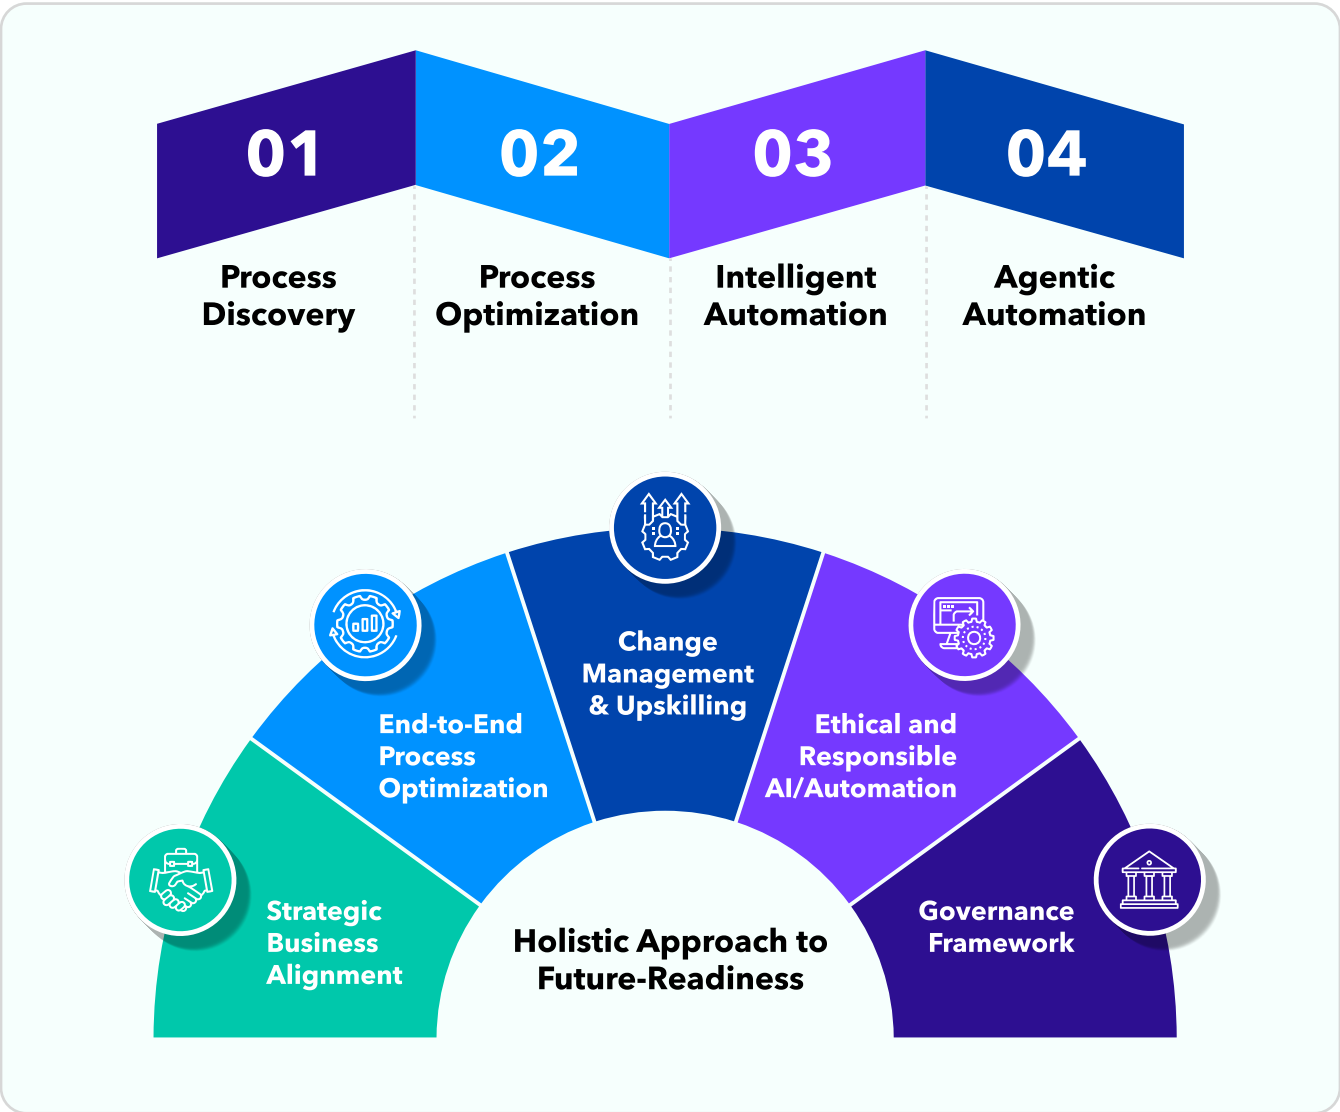 01
02
03
04
Process
Discovery
Process
Optimization
Intelligent
Automation
Agentic
Automation
Change
Management
& Upskilling
End-to-End
Process
Optimization
Ethical and
Responsible
AI/Automation
Strategic
Business
Alignment
Governance
Framework
Holistic Approach to
Future-Readiness